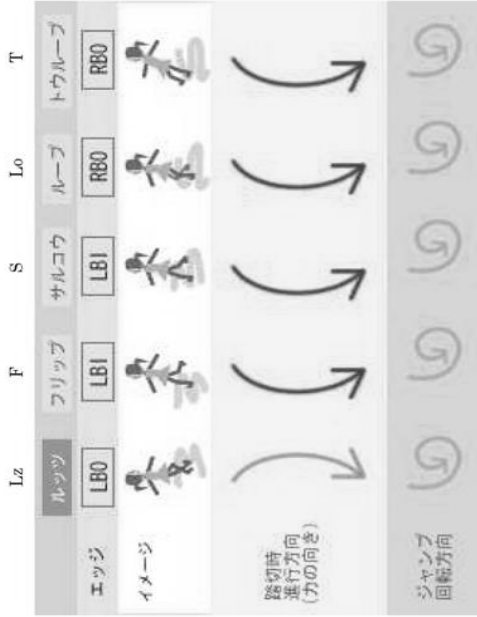 Lz
F
S
Lo
T
ルッツ
フリップ
サルコウ
ループ
トウループ
エッジ
LBO
LBI
LBI
RBO
RBO
イメージ
踏切時
進行方向
(力の向き)
ジャンプ
回転方向